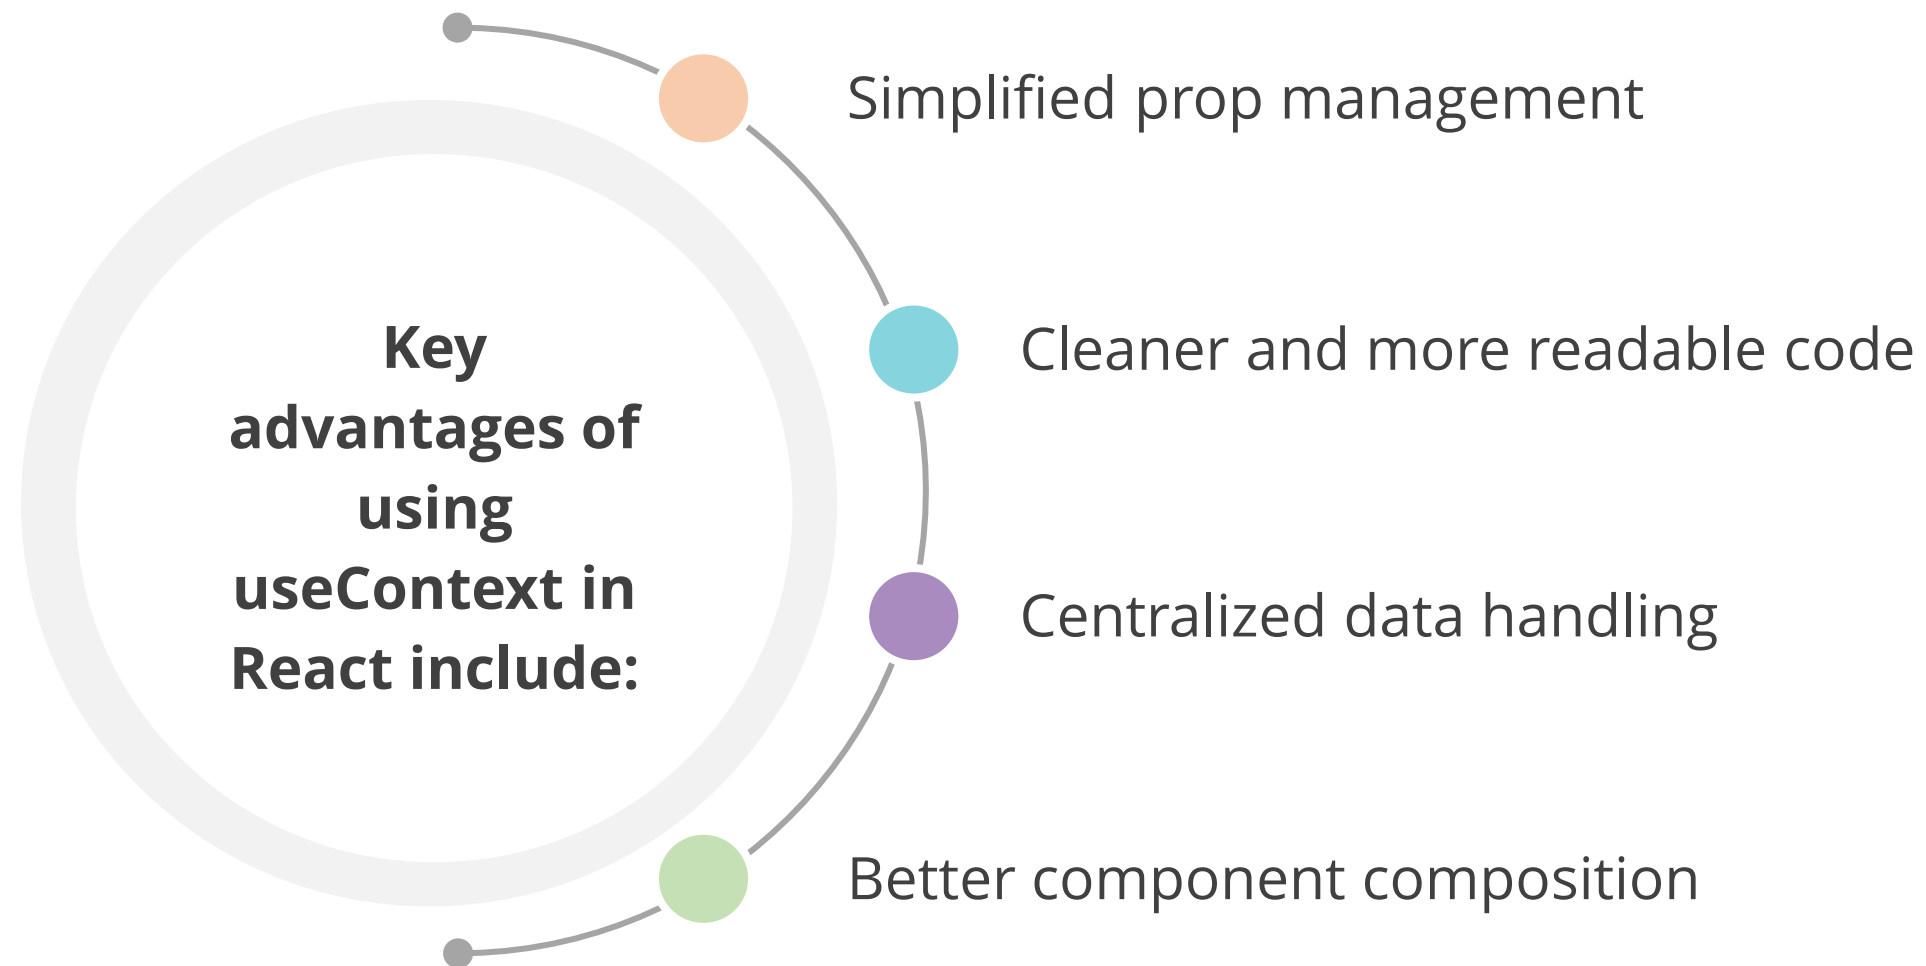 Key
advantages of
using
useContext in
React include:
Simplified prop management
Cleaner and more readable code
Centralized data handling
Better component composition